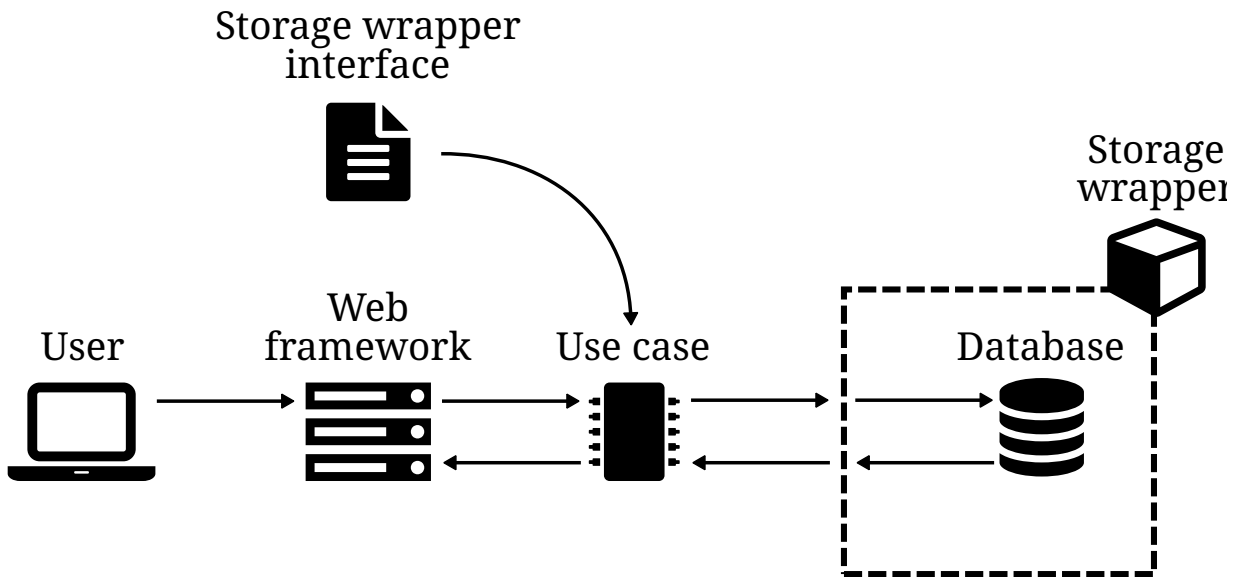 Storage wrapper
interface
Storage
wrapper
Web
framework
User
Use case
Database